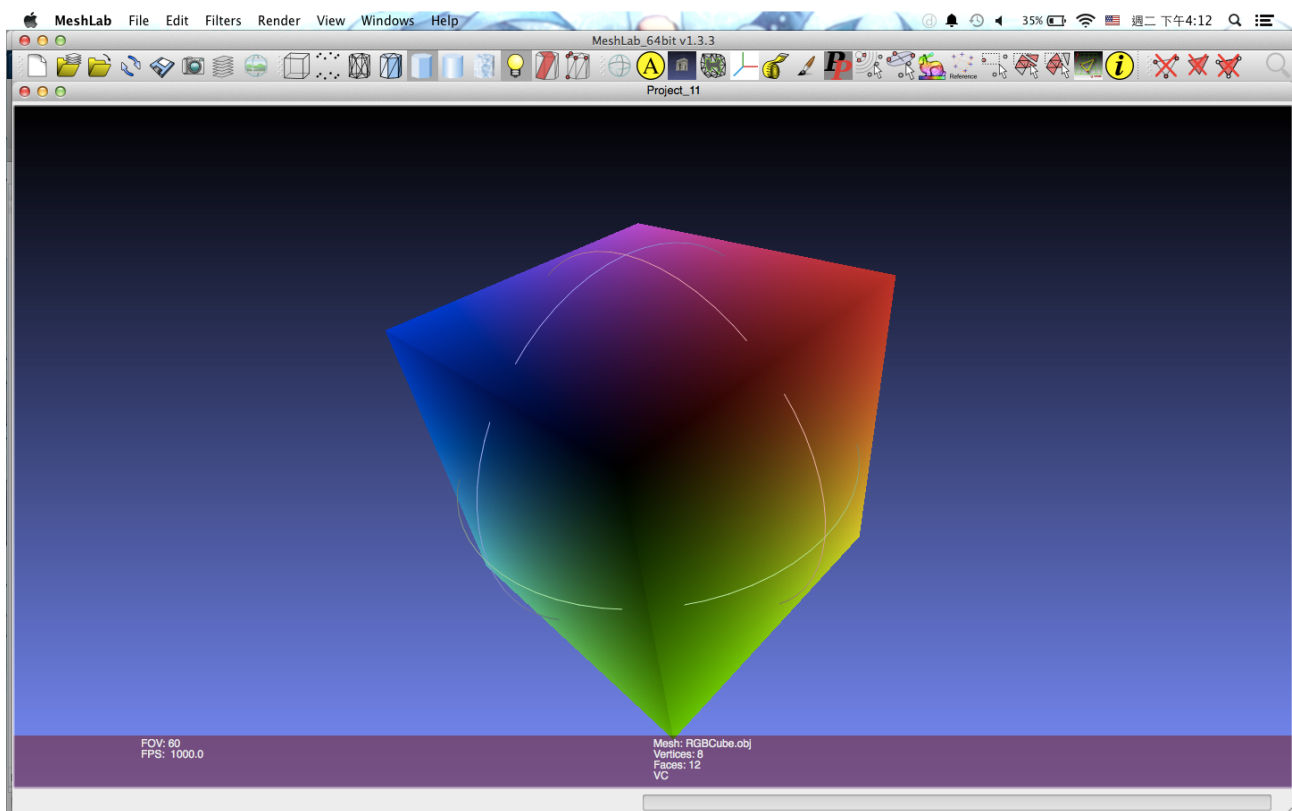 MeshLab File Edit Filters Render View Windows Help 35% 週二 下午4:12
MeshLab_64bit v1.3.3
A Pp Reference i
Project_11
FOV: 60
FPS: 1000.0
Mesh: RGBCube.obj
Vertices: 8
Faces: 12
VC